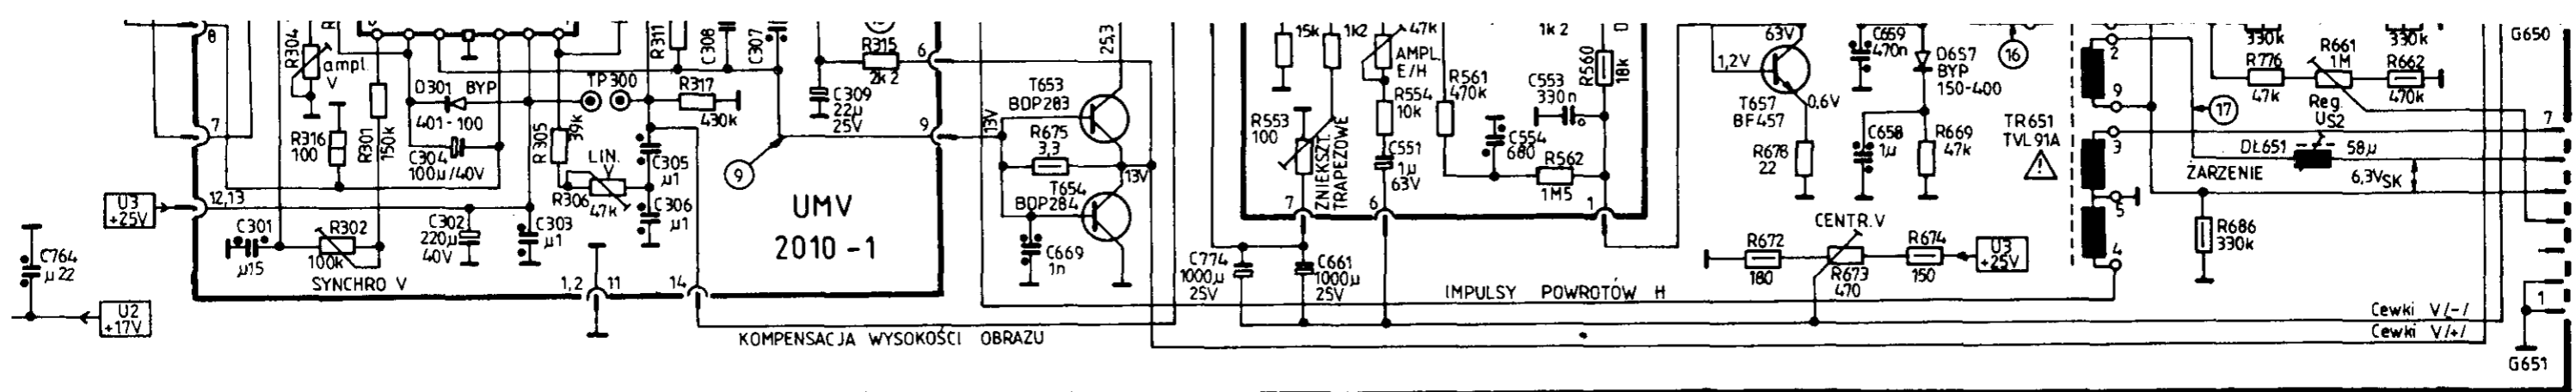 8
R304
ampl.
V
R311
C308
C307
R315
2k2
6
25,3
15k
1k2
47k
AMPL.
E/H
1k2
R560
18k
63V
1,2V
C659
470n
D657
BYP
150-400
16
2
330k
R661
1M
330k
G650
D301
BYP
401-100
TP300
R317
430k
C309
22µ
25V
T653
BDP283
R554
10k
R561
470k
C553
330n
T657
BF457
0,6V
9
R776
47k
R662
470k
17
Reg.
US2
7
7
R316
100
R301
150k
C304
100µ/40V
R305
39k
LIN.
V
C305
µ1
9
9
13V
R675
3,3
13V
R553
100
ZNIEKSZT.
TRAPEZOWE
C551
1µ
63V
C554
680
R562
1M5
R678
22
C658
1µ
R669
47k
TR651
TVL91A
3
DŁ651
58µ
ŻARZENIE
6,3VSK
U3
+25V
12,13
R306
47k
C306
µ1
UMV
2010-1
T654
BDP284
7
6
1
CENTR.V
5
C301
µ15
R302
100k
C302
220µ
40V
C303
µ1
C669
1n
C774
1000µ
25V
C661
1000µ
25V
R672
180
R673
470
R674
150
U3
+25V
4
R686
330k
C764
µ22
SYNCHRO V
1,2
11
14
IMPULSY POWROTÓW H
1
U2
+17V
Cewki V/-/
KOMPENSACJA WYSOKOŚCI OBRAZU
Cewki V/+/
G651